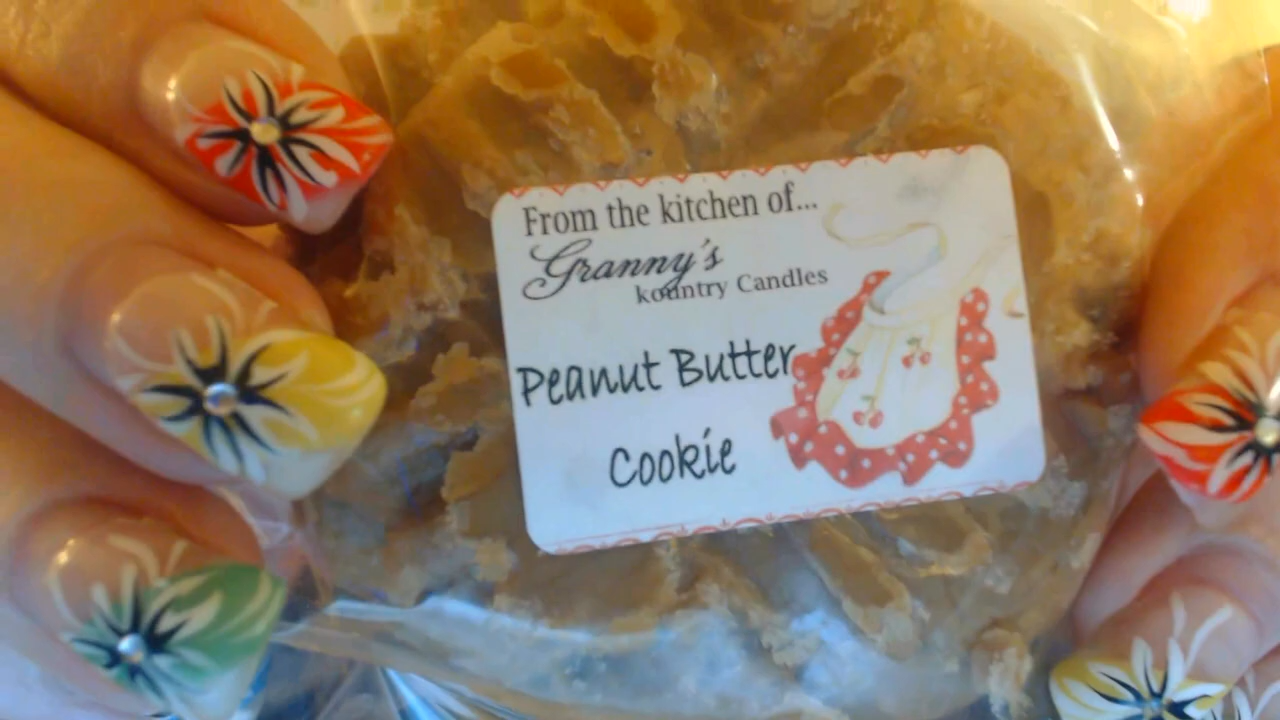 From the kitchen of...
Granny's
kountry Candles
Peanut Butter
Cookie